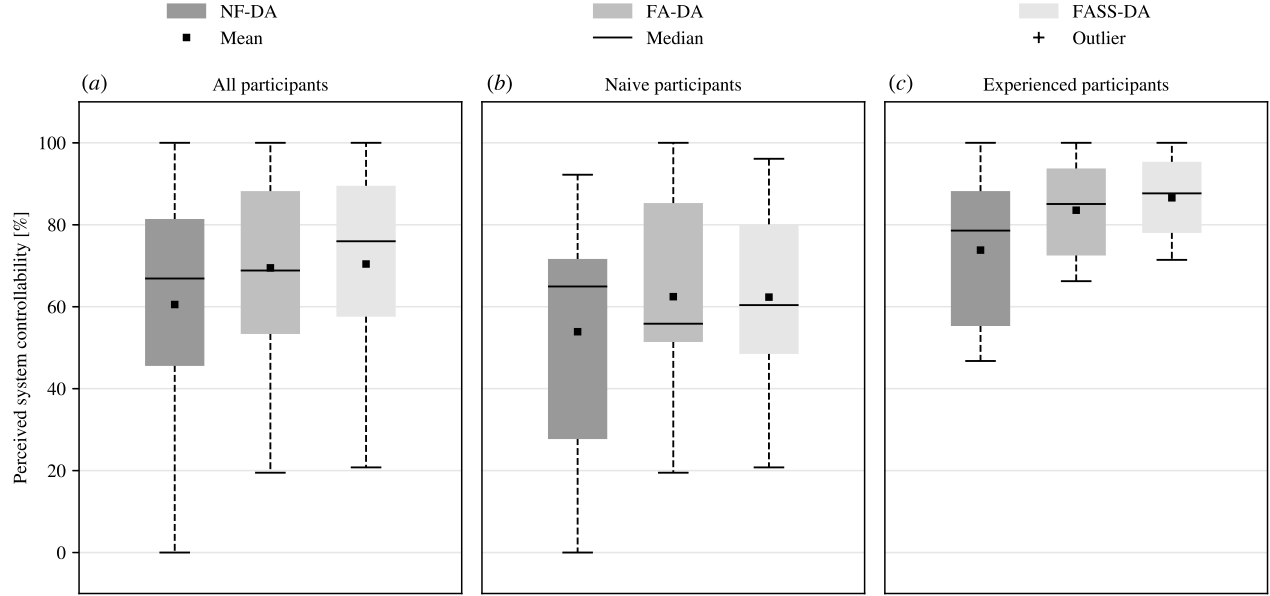 NF-DA FA-DA FASS-DA
Mean Median Outlier
(a) All participants (b) Naive participants (c) Experienced participants
100
80
60
40
20
0
Perceived system controllability [%]